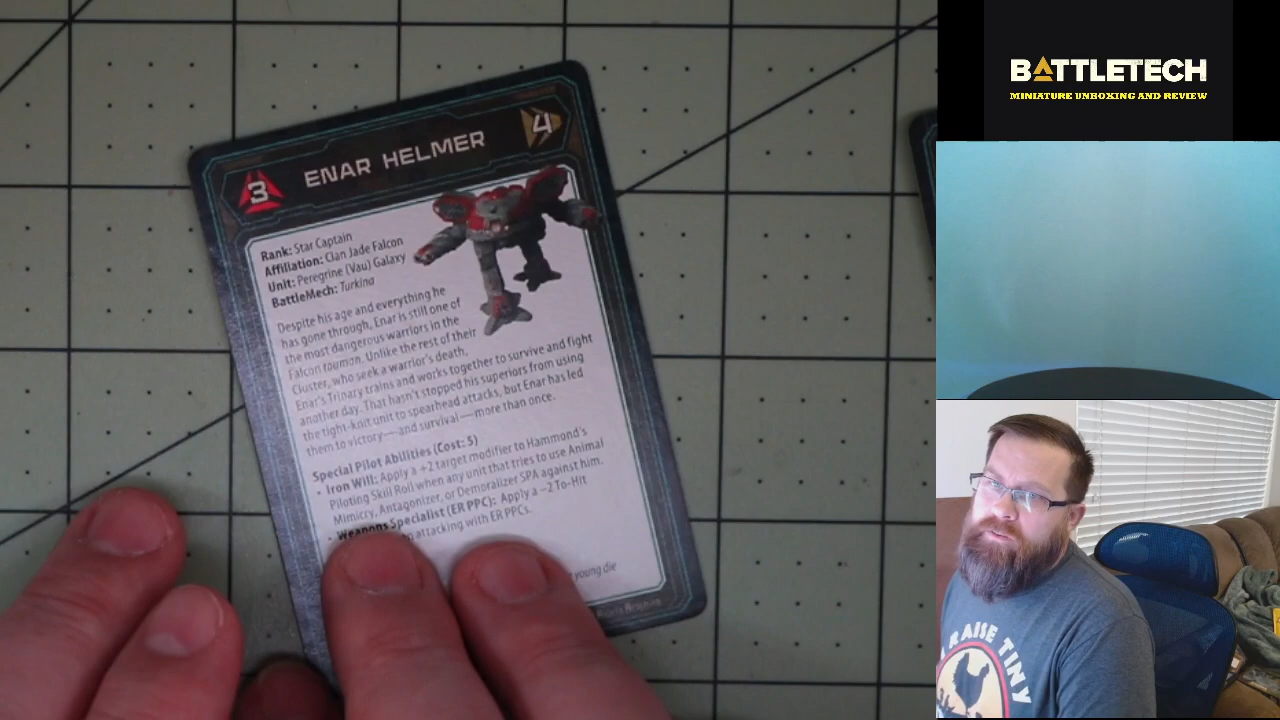 BATTLETECH
MINIATURE UNBOXING AND REVIEW
3 ENAR HELMER 4
Rank: Star Captain
Affiliation: Clan Jade Falcon
Unit: Peregrine (Vau) Galaxy
BattleMech: Turkina
Despite his age and everything he
has gone through, Enar is still one of
the most dangerous warriors in the
Falcon touman. Unlike the rest of their
Cluster, who seek a warrior's death,
Enar's Trinary trains and works together to survive and fight
another day. That hasn't stopped his superiors from using
the tight-knit unit to spearhead attacks, but Enar has led
them to victory—and survival—more than once.
Special Pilot Abilities (Cost: 5)
• Iron Will: Apply a +2 target modifier to Hammond's
Piloting Skill Roll when any unit that tries to use Animal
Mimicry, Antagonizer, or Demoralizer SPA against him.
• Weapons Specialist (ER PPC): Apply a −2 To-Hit
attacking with ER PPCs.
young die
RAISE TINY